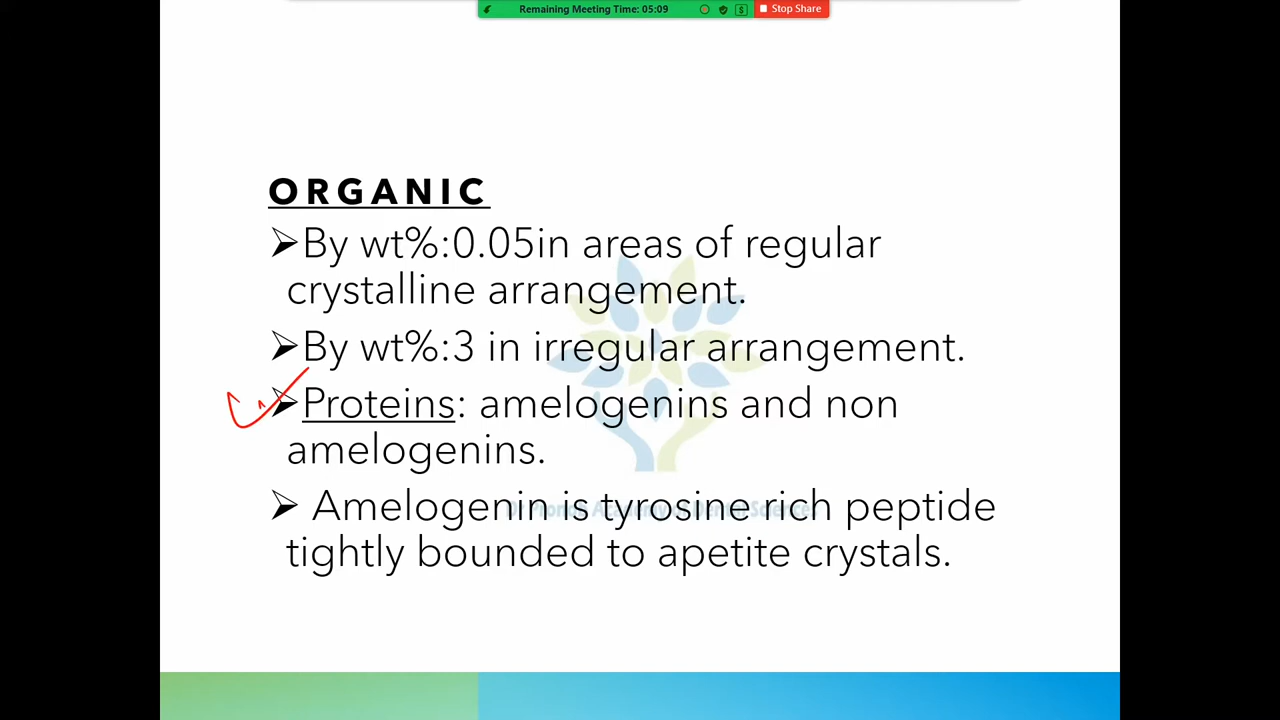 Remaining Meeting Time: 05:09
Stop Share
ORGANIC
➢By wt%:0.05in areas of regular
crystalline arrangement.
➢By wt%:3 in irregular arrangement.
➢Proteins: amelogenins and non
amelogenins.
➢ Amelogenin is tyrosine rich peptide
tightly bounded to apetite crystals.